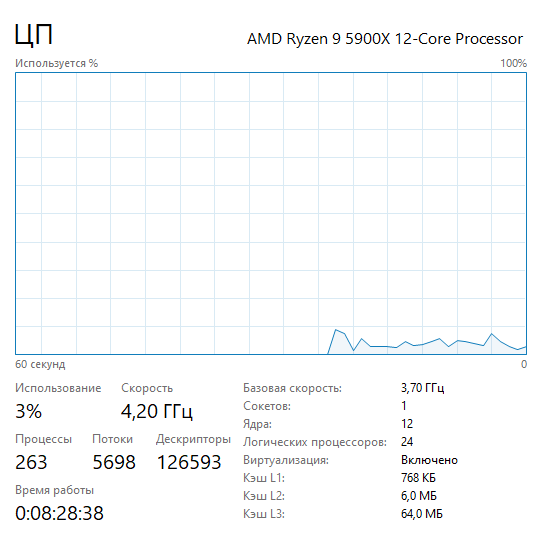 ЦП AMD Ryzen 9 5900X 12-Core Processor
Используется % 100%
60 секунд 0
Использование Скорость
3% 4,20 ГГц
Процессы Потоки Дескрипторы
263 5698 126593
Время работы
0:08:28:38
Базовая скорость: 3,70 ГГц
Сокетов: 1
Ядра: 12
Логических процессоров: 24
Виртуализация: Включено
Кэш L1: 768 КБ
Кэш L2: 6,0 МБ
Кэш L3: 64,0 МБ